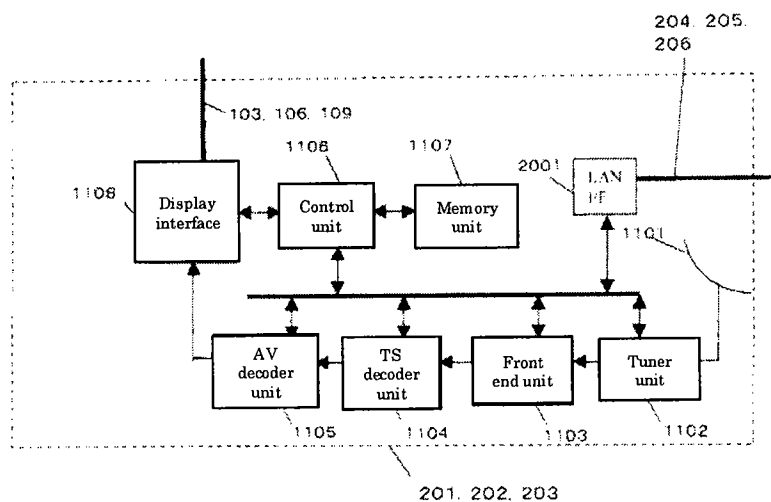 204, 205,
206
103, 106, 109
1106
1107
2001
LAN
I/F
1108
Display
interface
Control
unit
Memory
unit
1101
AV
decoder
unit
TS
decoder
unit
Front
end unit
Tuner
unit
1105
1104
1103
1102
201, 202, 203